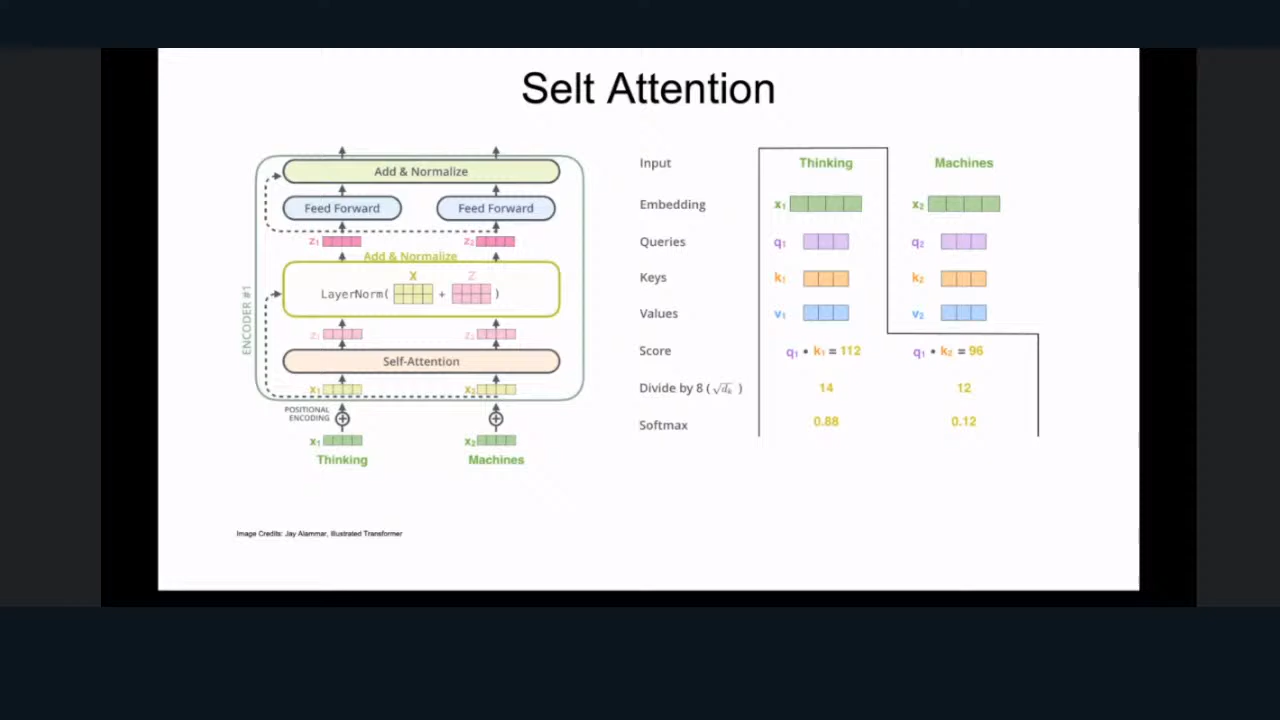 Selt Attention
Add & Normalize
Feed Forward Feed Forward
z₁ z₂
Add & Normalize
X Z
LayerNorm( + )
z₁ z₂
Self-Attention
x₁ x₂
ENCODER #1
POSITIONAL
ENCODING
x₁ x₂
Thinking Machines
Input Thinking Machines
Embedding x₁ x₂
Queries q₁ q₂
Keys k₁ k₂
Values v₁ v₂
Score q₁ • k₁ = 112 q₁ • k₂ = 96
Divide by 8 ( √dₖ ) 14 12
Softmax 0.88 0.12
Image Credits: Jay Alammar, Illustrated Transformer